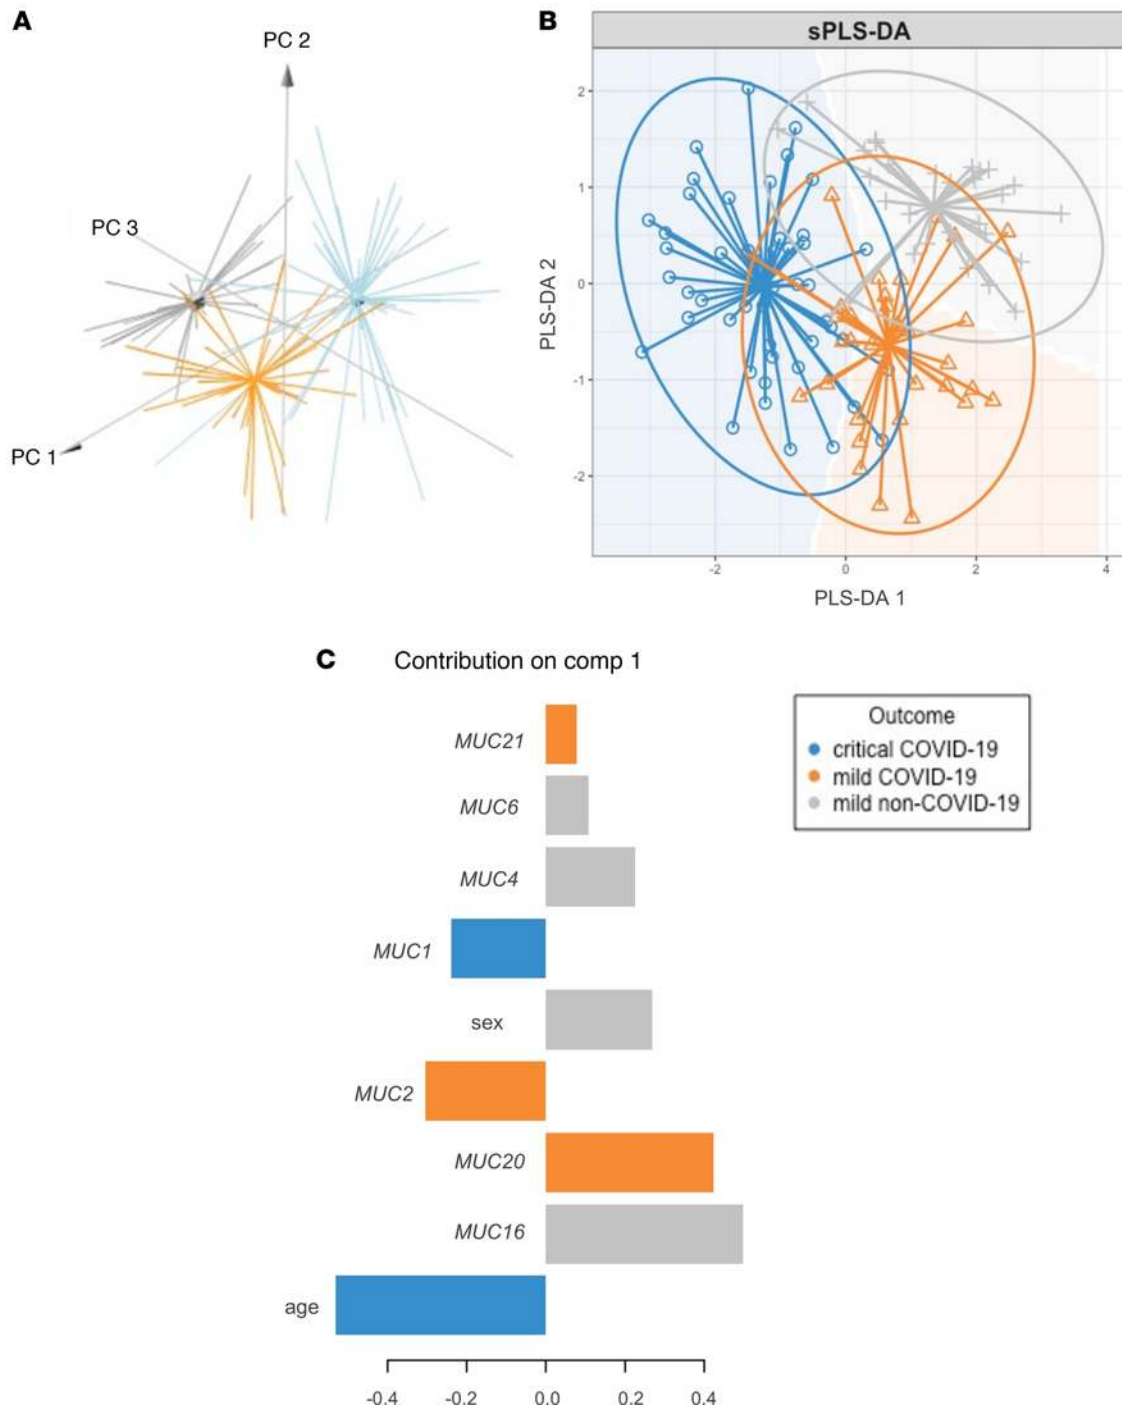 A
PC 2
PC 3
PC 1
B
sPLS-DA
PLS-DA 2
2
1
0
-1
-2
-2
0
2
4
PLS-DA 1
C
Contribution on comp 1
MUC21
MUC6
MUC4
MUC1
sex
MUC2
MUC20
MUC16
age
-0.4
-0.2
0.0
0.2
0.4
Outcome
critical COVID-19
mild COVID-19
mild non-COVID-19